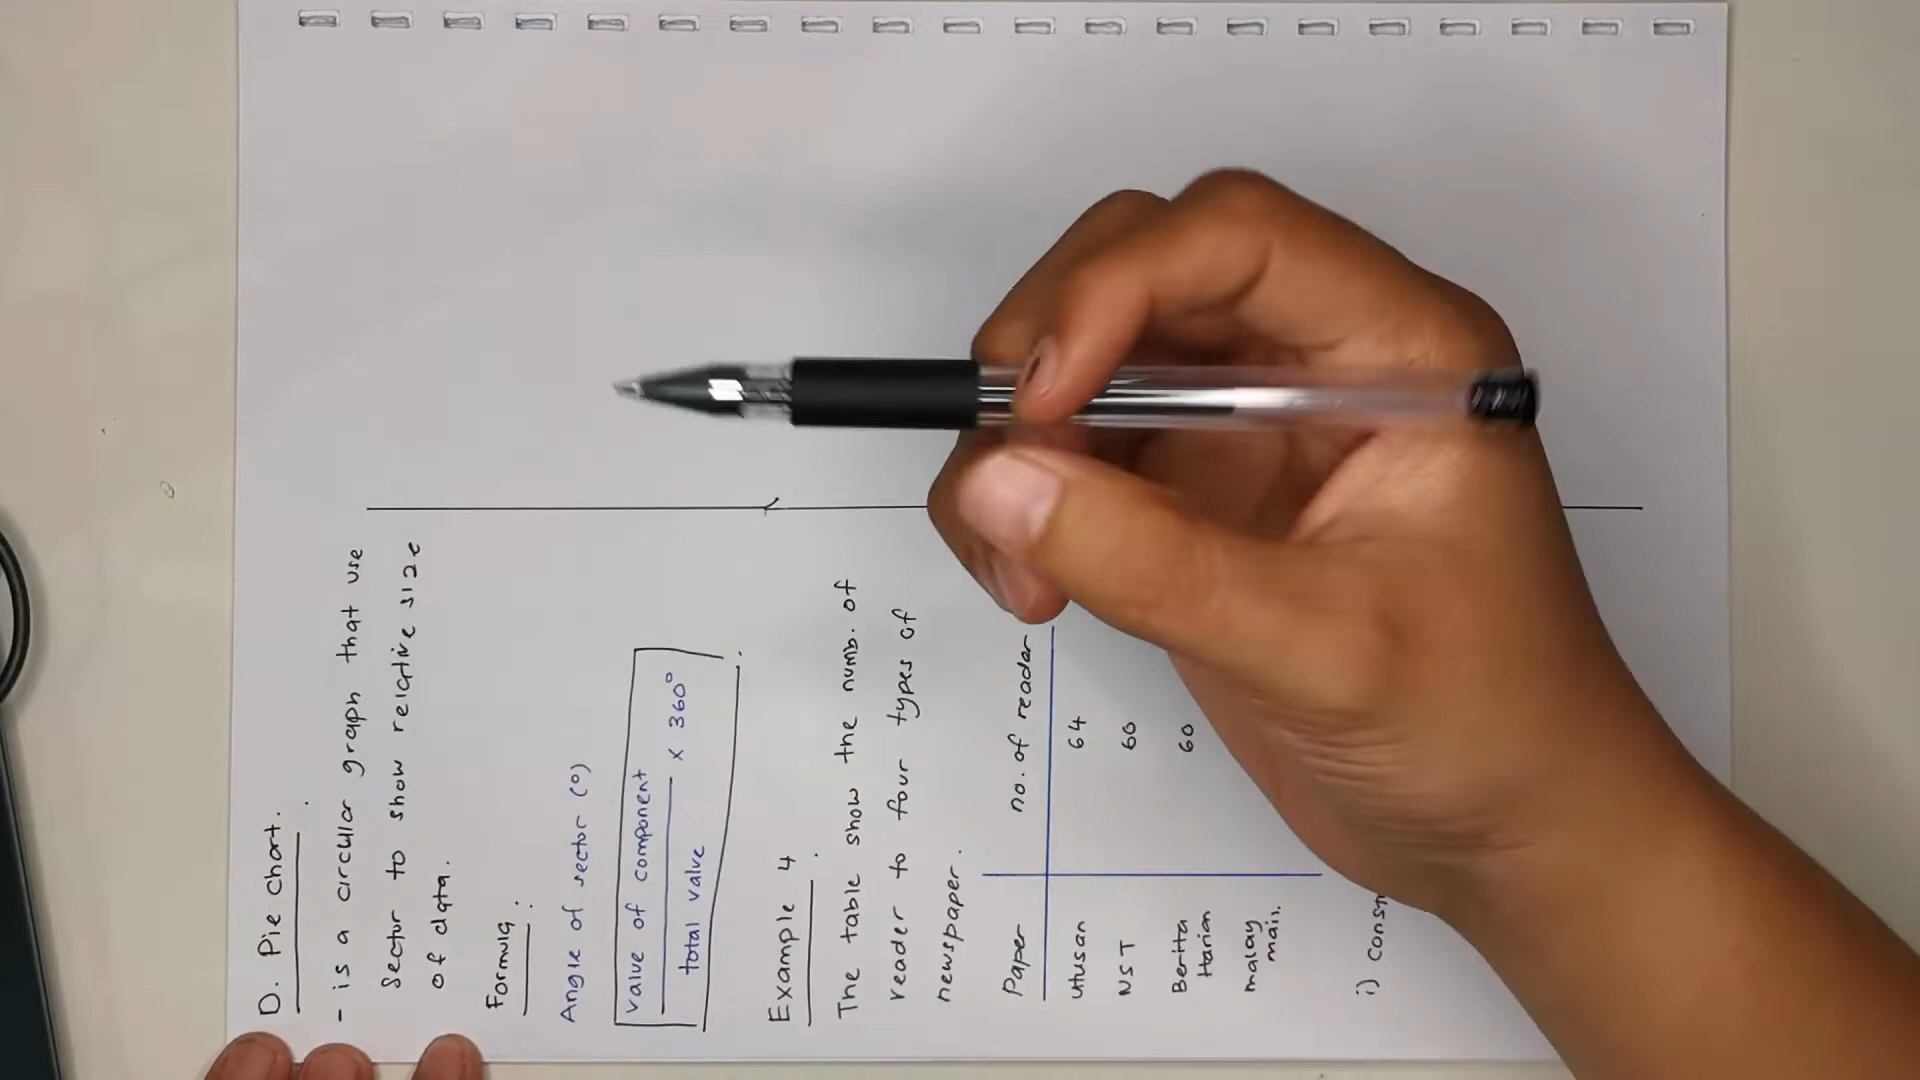 D. Pie chart.
- is a circular graph that use
sector to show relative size
of data.
Formula:
Angle of sector (°)
value of component
total value
x 360°
Example 4:
The table show the numb. of
reader to four types of
newspaper.
Paper no. of reader
utusan 64
NST 60
Berita
Harian 60
malay
mail.
i)